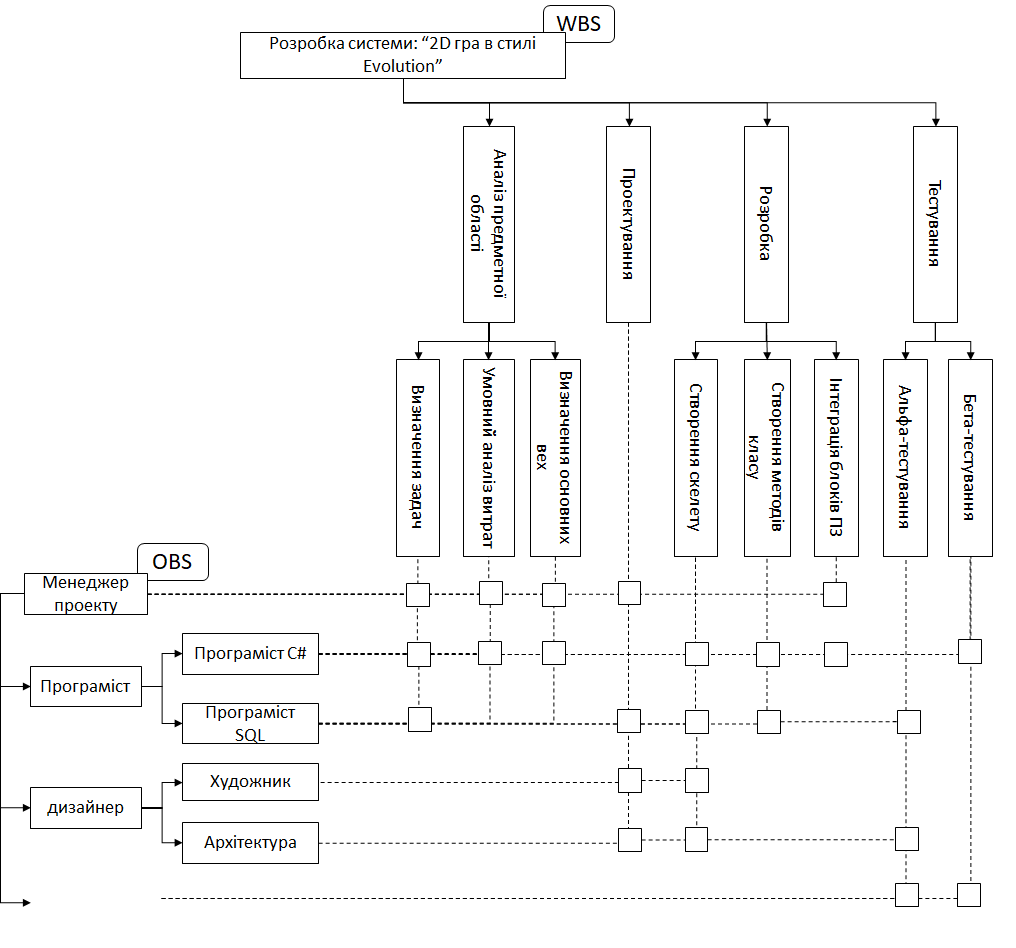 WBS
Розробка системи: “2D гра в стилі
Evolution”
Аналіз предметної
області
Проектування
Розробка
Тестування
Визначення задач
Умовний аналіз витрат
Визначення основних
вех
Створення скелету
Створення методів
класу
Інтеграція блоків ПЗ
Альфа-тестування
Бета-тестування
OBS
Менеджер
проекту
Програміст C#
Програміст
Програміст
SQL
Художник
дизайнер
Архітектура